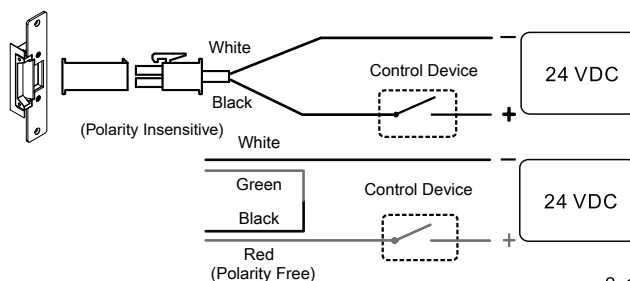 White
−
Control Device
24 VDC
Black
+
(Polarity Insensitive)
White
−
Green
Control Device
24 VDC
Black
+
Red
(Polarity Free)